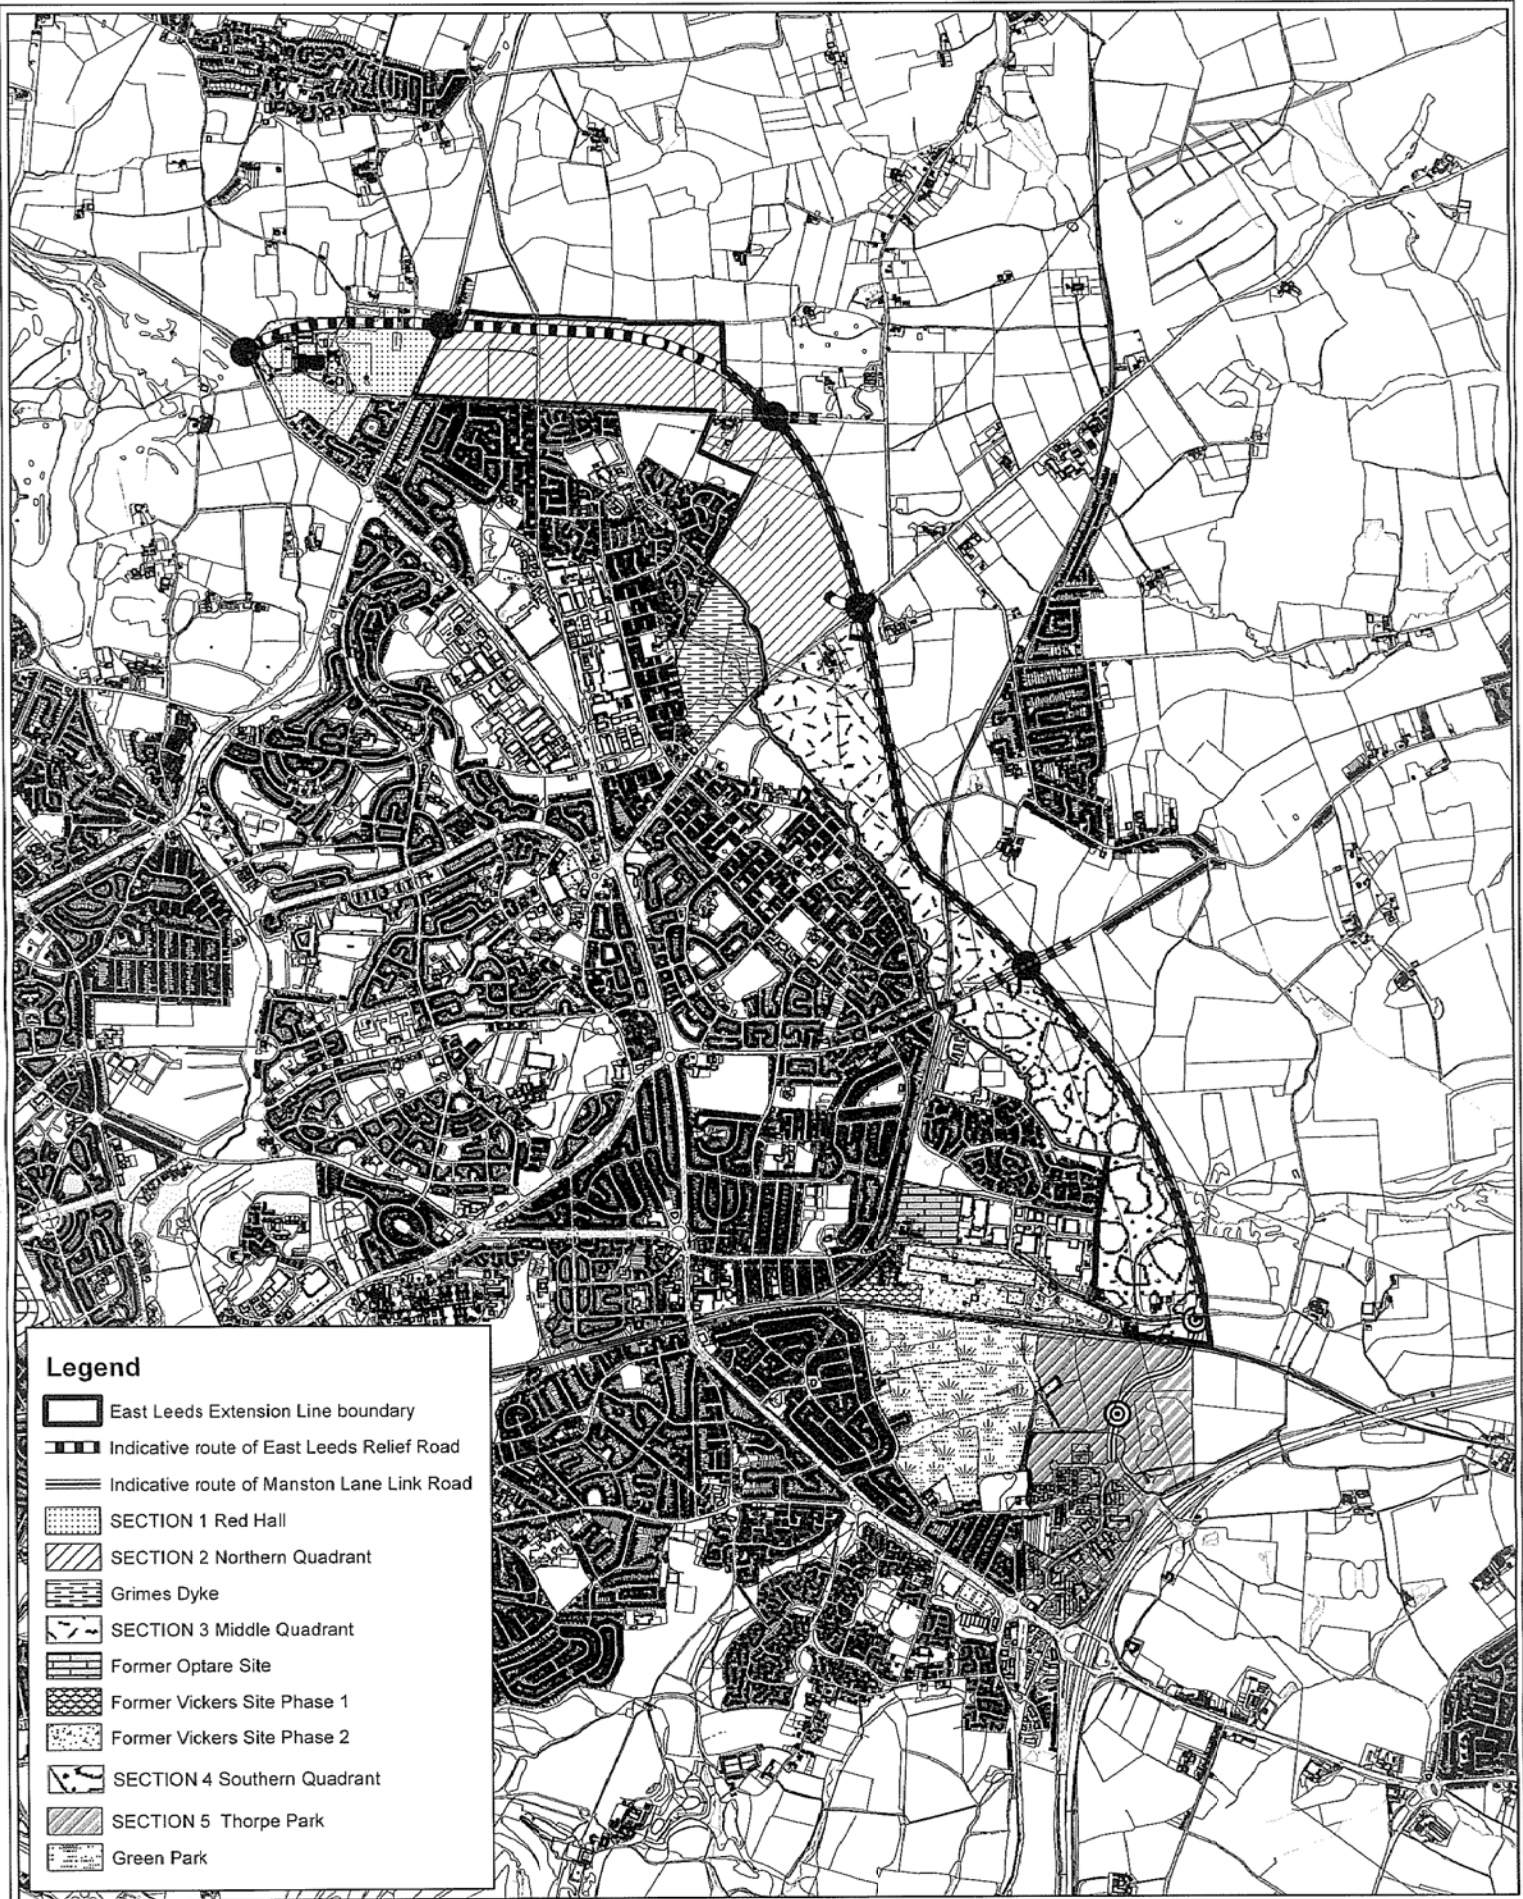 Legend
East Leeds Extension Line boundary
Indicative route of East Leeds Relief Road
Indicative route of Manston Lane Link Road
SECTION 1 Red Hall
SECTION 2 Northern Quadrant
Grimes Dyke
SECTION 3 Middle Quadrant
Former Optare Site
Former Vickers Site Phase 1
Former Vickers Site Phase 2
SECTION 4 Southern Quadrant
SECTION 5 Thorpe Park
Green Park